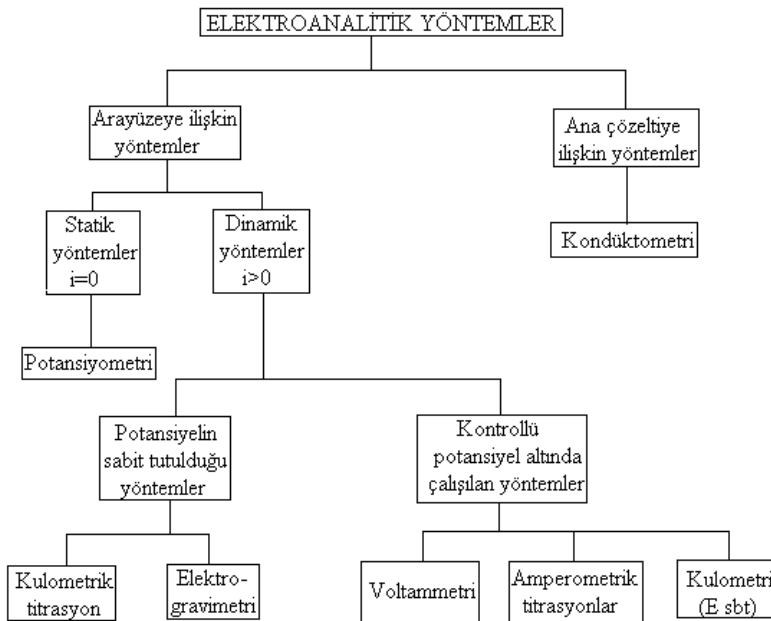 ELEKTROANALİTİK YÖNTEMLER
Arayüzeye ilişkin
yöntemler
Ana çözeltiye
ilişkin yöntemler
Statik
yöntemler
i=0
Dinamik
yöntemler
i>0
Kondüktometri
Potansiyometri
Potansiyelin
sabit tutulduğu
yöntemler
Kontrollü
potansiyel altında
çalışılan yöntemler
Kulometrik
titrasyon
Elektro-
gravimetri
Voltammetri
Amperometrik
titrasyonlar
Kulometri
(E sbt)